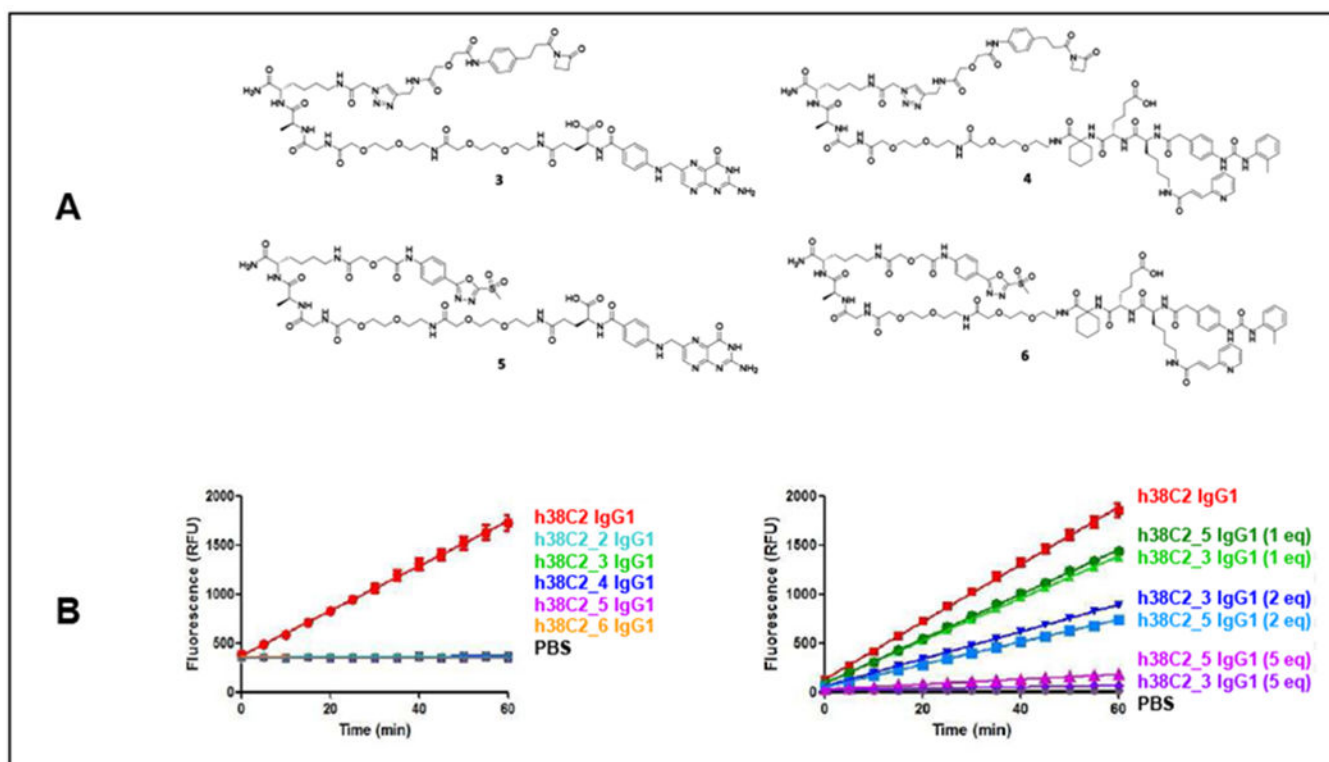 A
3
4
5
6
B
Fluorescence (RFU)
2000
1500
1000
500
0
0
20
40
60
Time (min)
h38C2 IgG1
h38C2_2 IgG1
h38C2_3 IgG1
h38C2_4 IgG1
h38C2_5 IgG1
h38C2_6 IgG1
PBS
Fluorescence (RFU)
2000
1500
1000
500
0
0
20
40
60
Time (min)
h38C2 IgG1
h38C2_5 IgG1 (1 eq)
h38C2_3 IgG1 (1 eq)
h38C2_3 IgG1 (2 eq)
h38C2_5 IgG1 (2 eq)
h38C2_5 IgG1 (5 eq)
h38C2_3 IgG1 (5 eq)
PBS